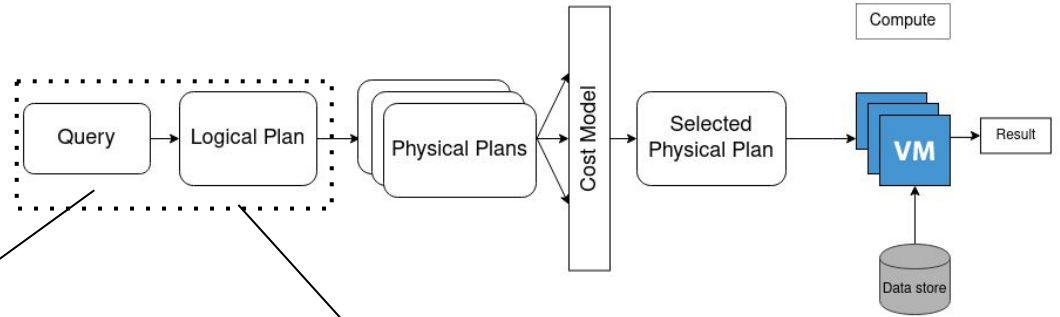 Compute
Query
Logical Plan
Physical Plans
Cost Model
Selected
Physical Plan
VM
Result
Data store